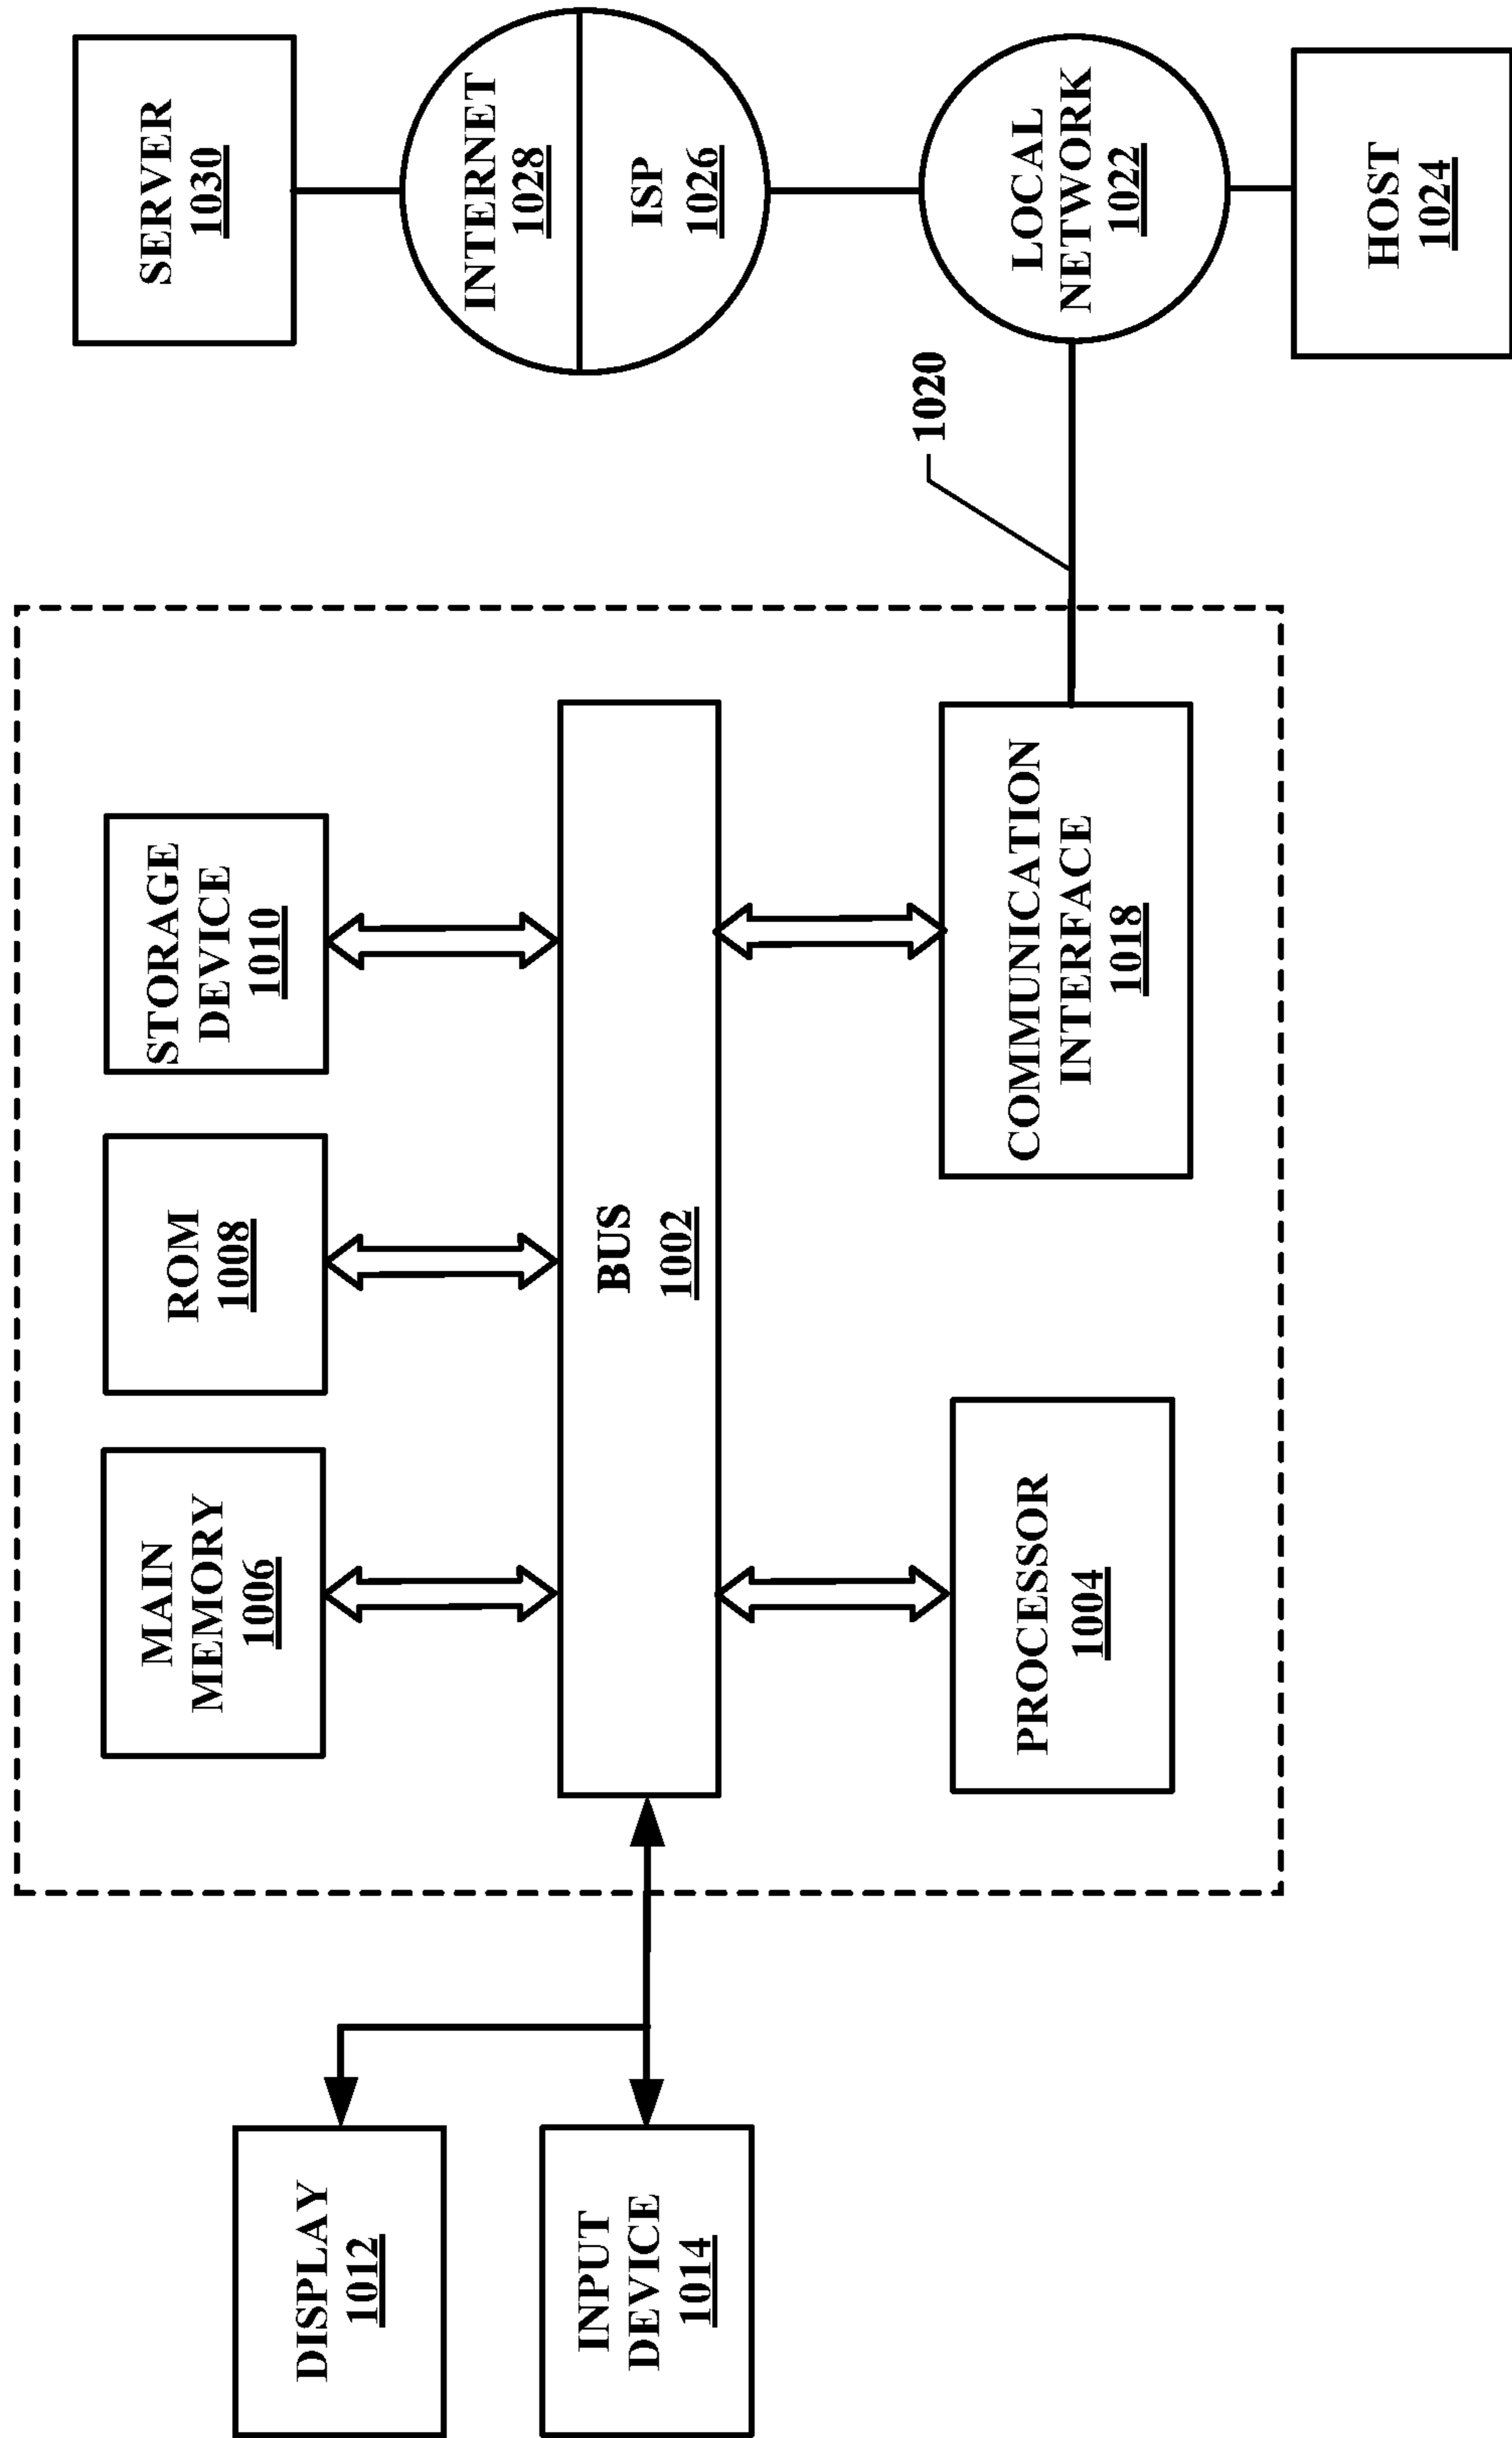 DISPLAY
1012
INPUT
DEVICE
1014
MAIN
MEMORY
1006
ROM
1008
STORAGE
DEVICE
1010
BUS
1002
PROCESSOR
1004
COMMUNICATION
INTERFACE
1018
1020
SERVER
1030
INTERNET
1028
ISP
1026
LOCAL
NETWORK
1022
HOST
1024